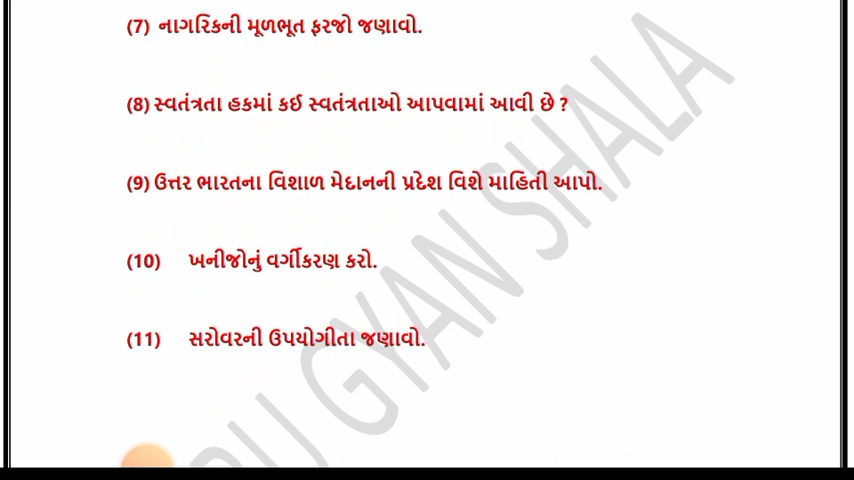 (7) નાગરિકની મૂળભૂત ફરજો જણાવો.
(8) સ્વતંત્રતા હકમાં કઈ સ્વતંત્રતાઓ આપવામાં આવી છે ?
(9) ઉત્તર ભારતના વિશાળ મેદાનની પ્રદેશ વિશે માહિતી આપો.
(10) ખનીજોનું વર્ગીકરણ કરો.
(11) સરોવરની ઉપયોગીતા જણાવો.
GYAN SHALA